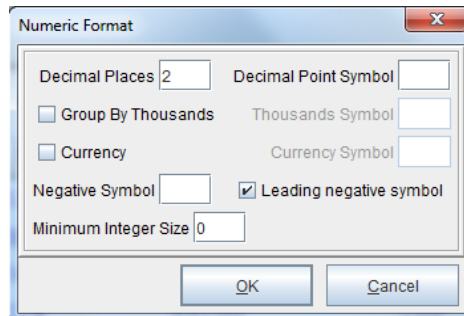 Numeric Format
Decimal Places 2 Decimal Point Symbol
Group By Thousands Thousands Symbol
Currency Currency Symbol
Negative Symbol Leading negative symbol
Minimum Integer Size 0
OK Cancel